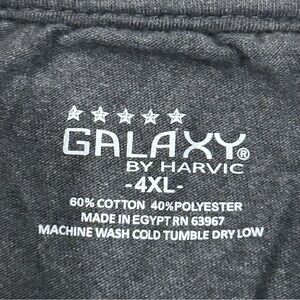 GALAXY®
BY HARVIC
-4XL-
60% COTTON 40%POLYESTER
MADE IN EGYPT RN 63967
MACHINE WASH COLD TUMBLE DRY LOW